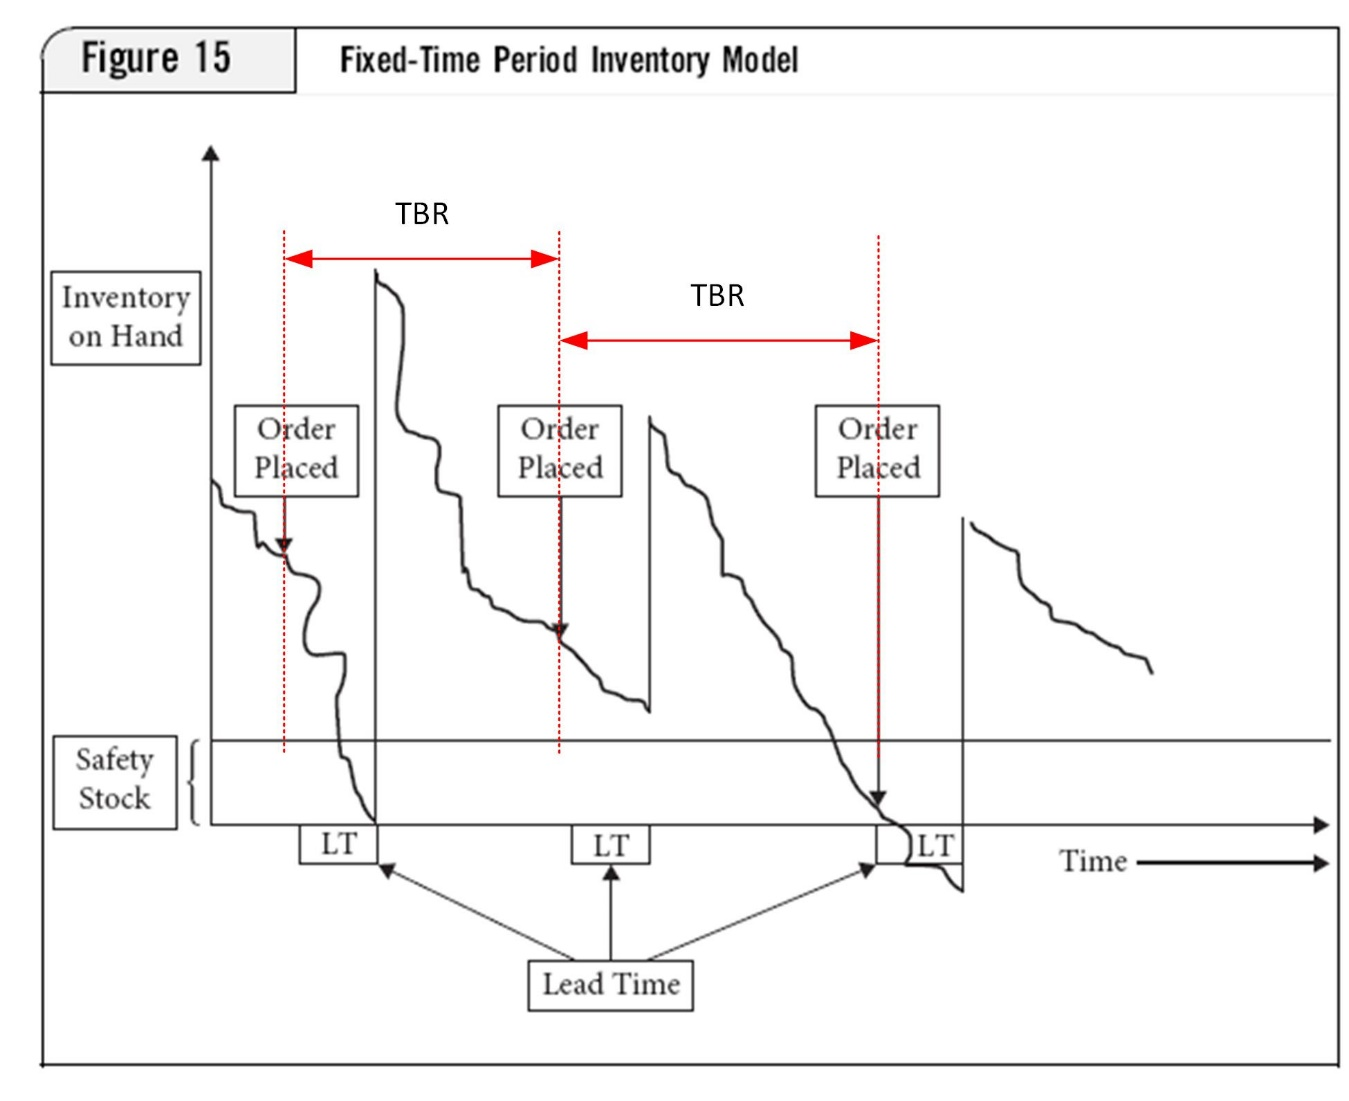 Figure 15
Fixed-Time Period Inventory Model
TBR
TBR
Inventory
on Hand
Order
Placed
Order
Placed
Order
Placed
Safety
Stock
LT
LT
LT
Time
Lead Time